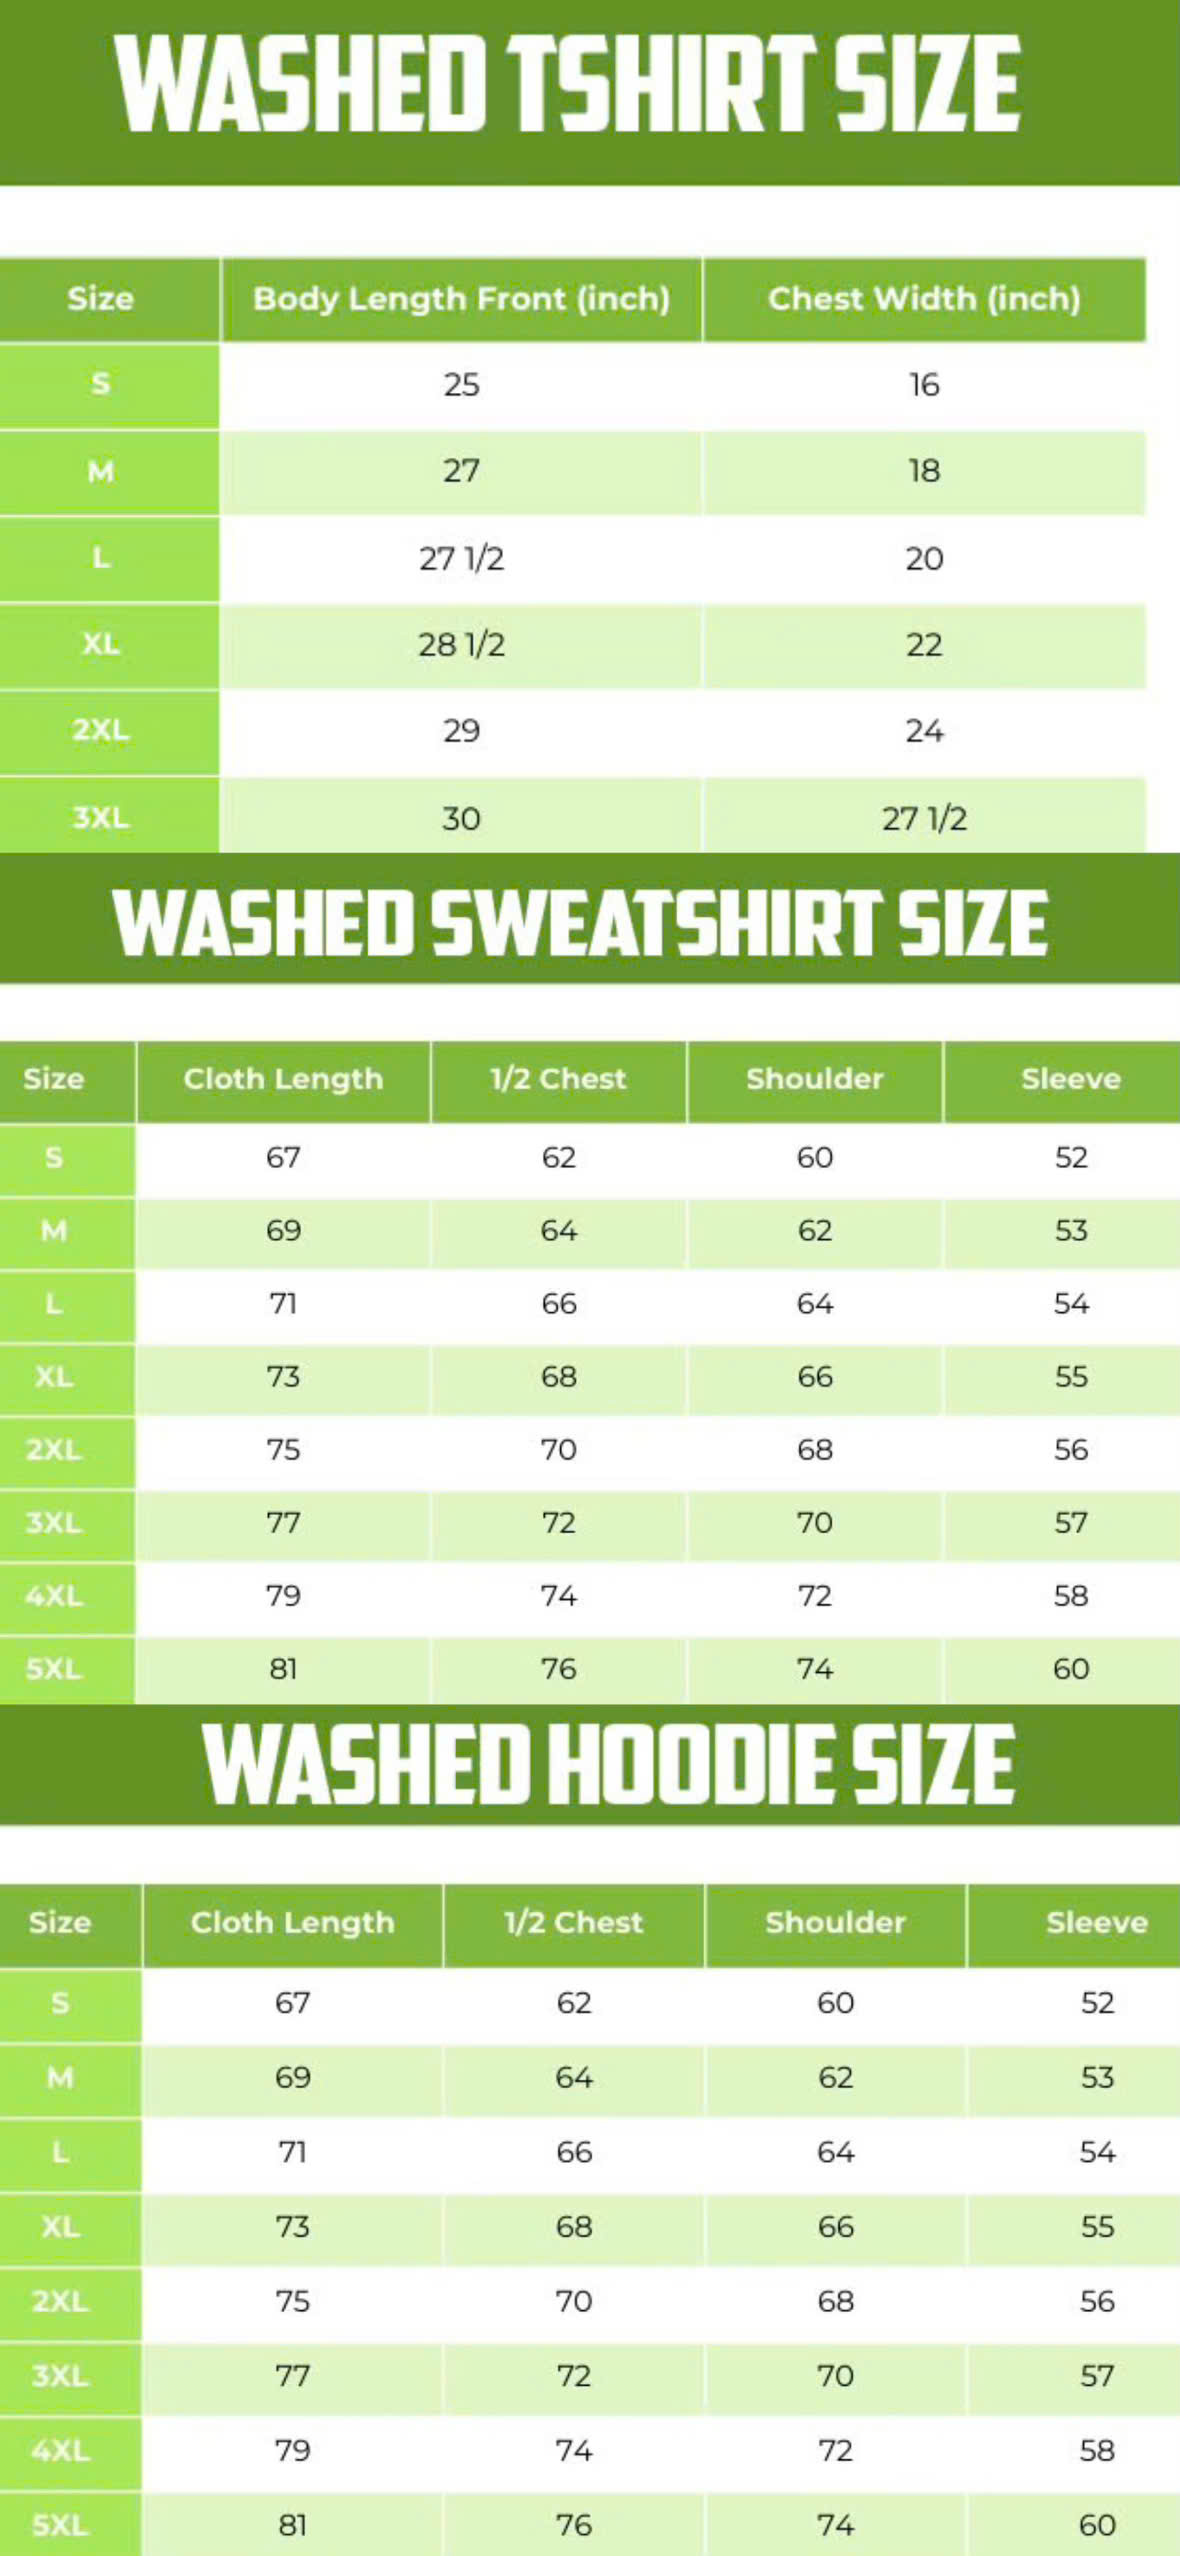 WASHED TSHIRT SIZE
Size Body Length Front (inch) Chest Width (inch)
S 25 16
M 27 18
L 27 1/2 20
XL 28 1/2 22
2XL 29 24
3XL 30 27 1/2
WASHED SWEATSHIRT SIZE
Size Cloth Length 1/2 Chest Shoulder Sleeve
S 67 62 60 52
M 69 64 62 53
L 71 66 64 54
XL 73 68 66 55
2XL 75 70 68 56
3XL 77 72 70 57
4XL 79 74 72 58
5XL 81 76 74 60
WASHED HOODIE SIZE
Size Cloth Length 1/2 Chest Shoulder Sleeve
S 67 62 60 52
M 69 64 62 53
L 71 66 64 54
XL 73 68 66 55
2XL 75 70 68 56
3XL 77 72 70 57
4XL 79 74 72 58
5XL 81 76 74 60